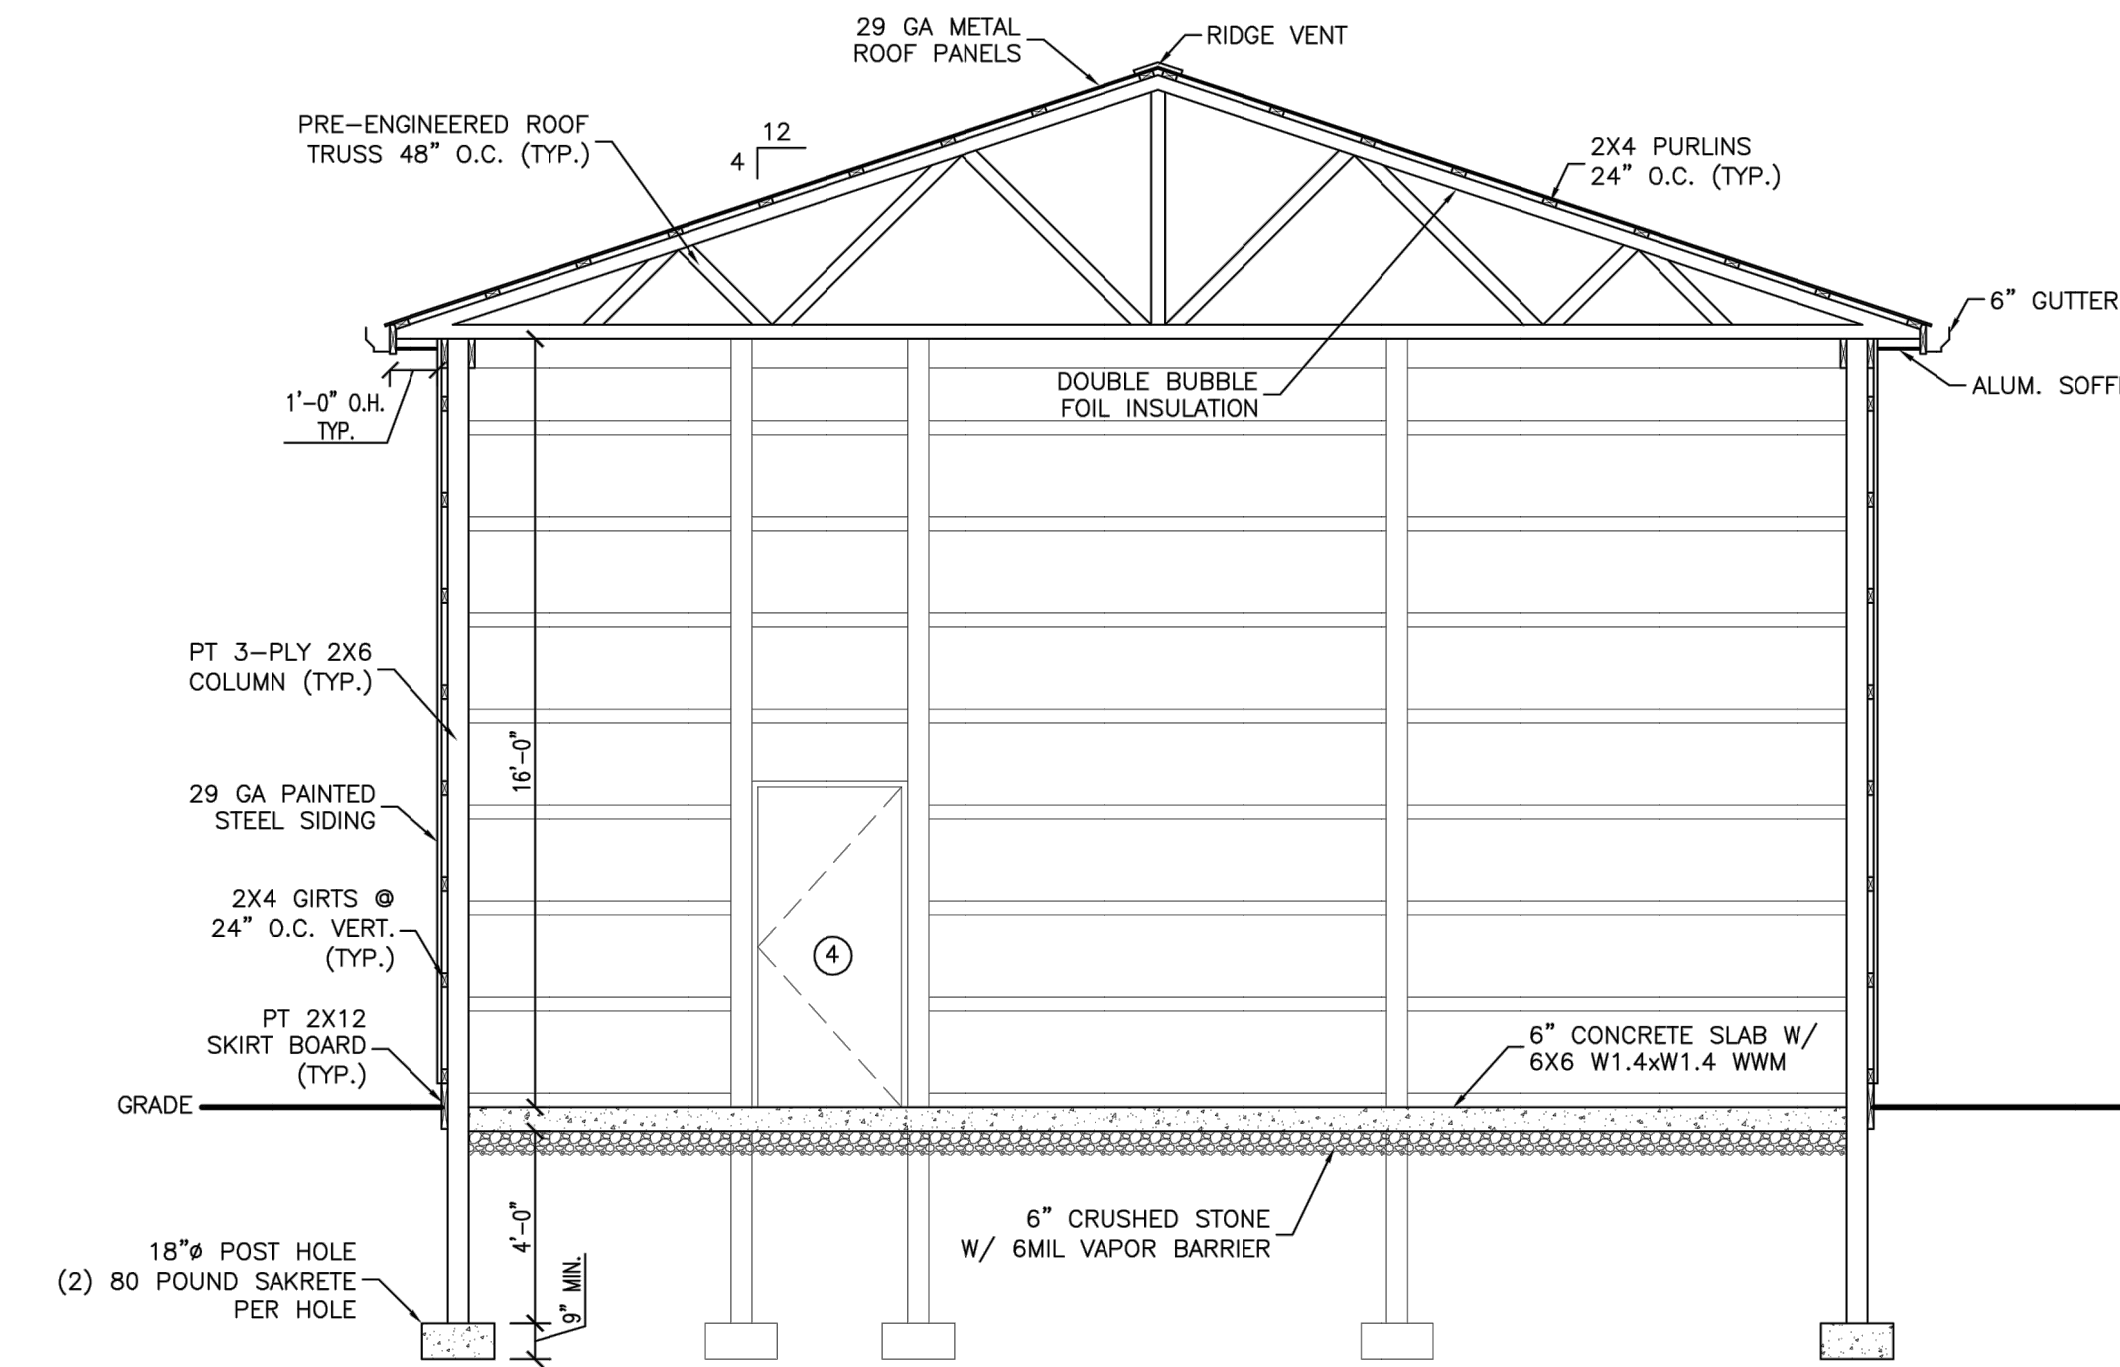 29 GA METAL
ROOF PANELS
RIDGE VENT
PRE-ENGINEERED ROOF
TRUSS 48" O.C. (TYP.)
12
4
2X4 PURLINS
24" O.C. (TYP.)
6" GUTTER
DOUBLE BUBBLE
FOIL INSULATION
ALUM. SOFF
1'-0" O.H.
TYP.
PT 3-PLY 2X6
COLUMN (TYP.)
16'-0"
29 GA PAINTED
STEEL SIDING
2X4 GIRTS @
24" O.C. VERT.
(TYP.)
4
PT 2X12
SKIRT BOARD
(TYP.)
6" CONCRETE SLAB W/
6X6 W1.4xW1.4 WWM
GRADE
4'-0"
6" CRUSHED STONE
W/ 6MIL VAPOR BARRIER
18"ø POST HOLE
(2) 80 POUND SAKRETE
PER HOLE
9" MIN.